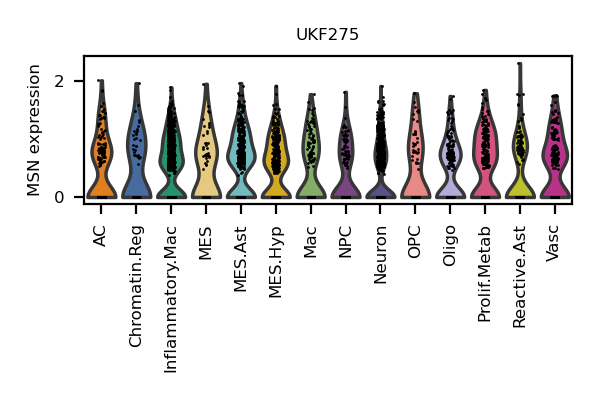 UKF275
MSN expression
2
0
AC
Chromatin.Reg
Inflammatory.Mac
MES
MES.Ast
MES.Hyp
Mac
NPC
Neuron
OPC
Oligo
Prolif.Metab
Reactive.Ast
Vasc